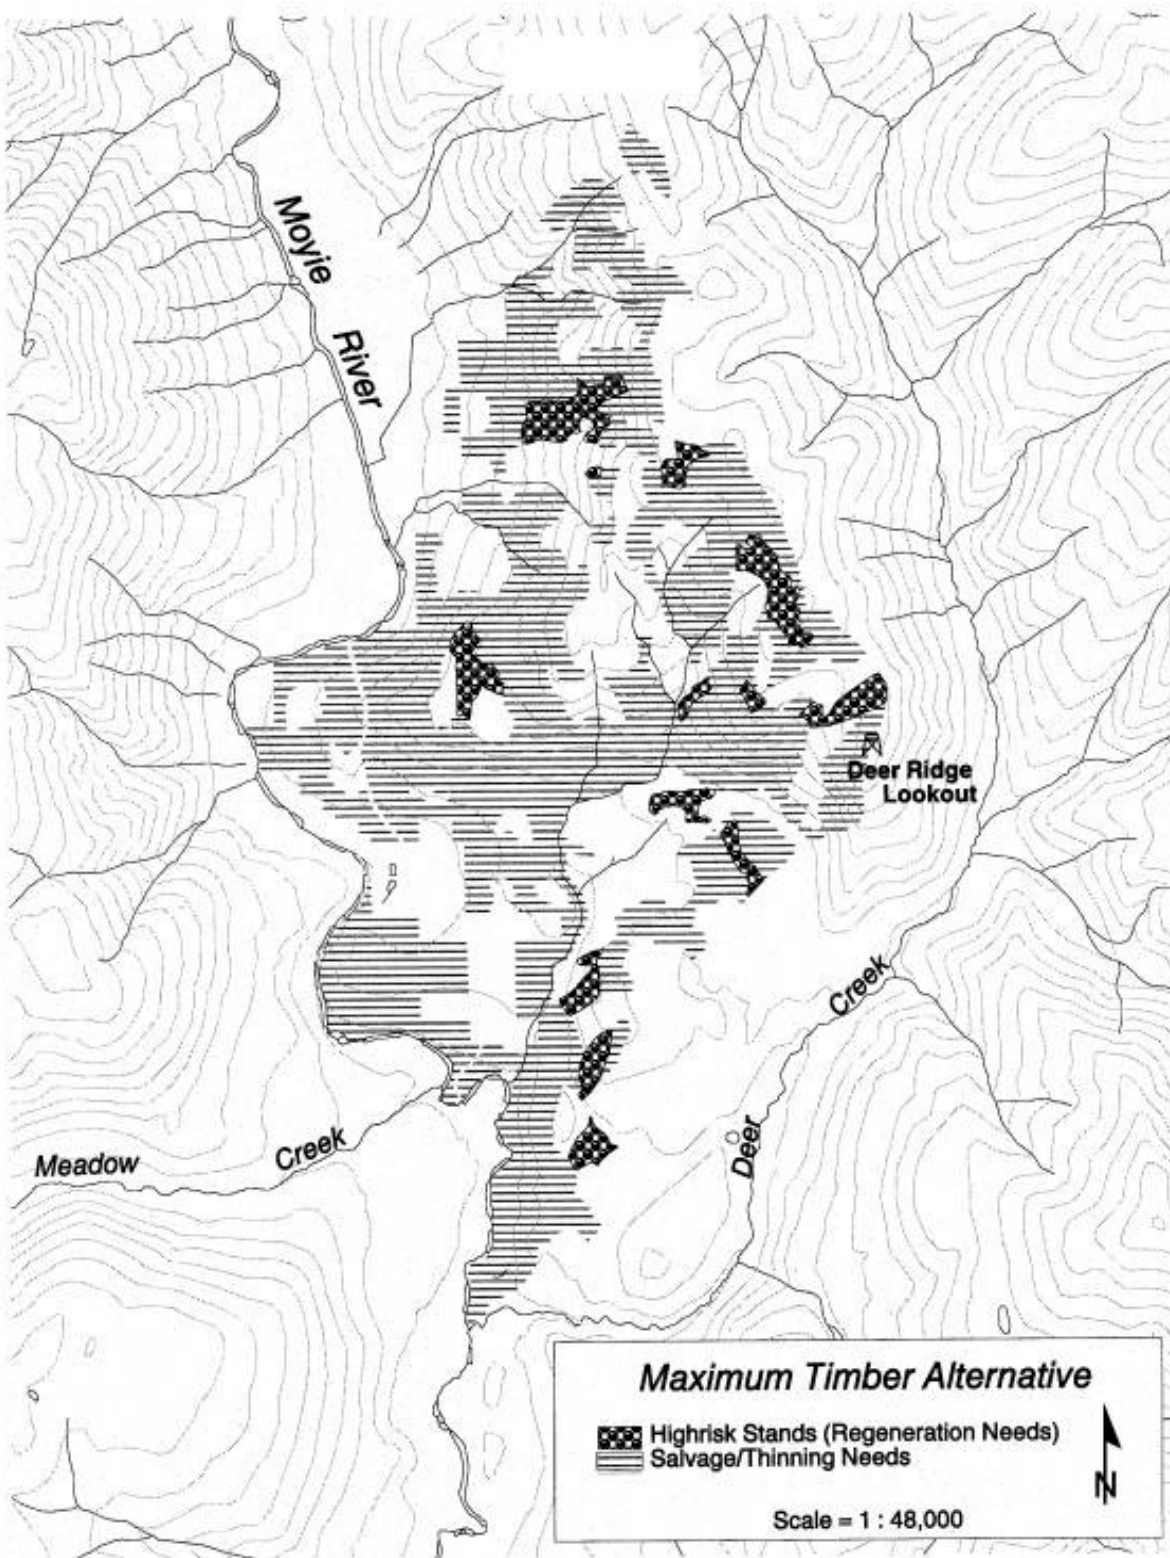 Moyie
River
Deer Ridge
Lookout
Creek
Deer
Creek
Meadow
Maximum Timber Alternative
Highrisk Stands (Regeneration Needs)
Salvage/Thinning Needs
N
Scale = 1 : 48,000